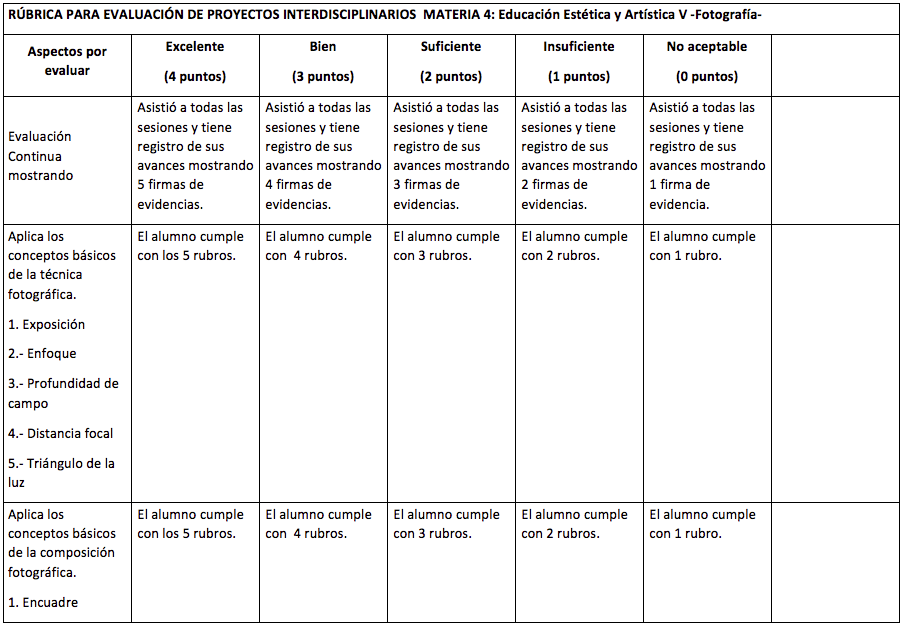 RÚBRICA PARA EVALUACIÓN DE PROYECTOS INTERDISCIPLINARIOS  MATERIA 4: Educación Estética y Artística V -Fotografía-
Aspectos por
evaluar
Excelente
(4 puntos)
Bien
(3 puntos)
Suficiente
(2 puntos)
Insuficiente
(1 puntos)
No aceptable
(0 puntos)
Evaluación
Continua
mostrando
Asistió a todas las
sesiones y tiene
registro de sus
avances mostrando
5 firmas de
evidencias.
Asistió a todas las
sesiones y tiene
registro de sus
avances mostrando
4 firmas de
evidencias.
Asistió a todas las
sesiones y tiene
registro de sus
avances mostrando
3 firmas de
evidencias.
Asistió a todas las
sesiones y tiene
registro de sus
avances mostrando
2 firmas de
evidencias.
Asistió a todas las
sesiones y tiene
registro de sus
avances mostrando
1 firma de
evidencia.
Aplica los
conceptos básicos
de la técnica
fotográfica.
1. Exposición
2.- Enfoque
3.- Profundidad de
campo
4.- Distancia focal
5.- Triángulo de la
luz
El alumno cumple
con los 5 rubros.
El alumno cumple
con  4 rubros.
El alumno cumple
con 3 rubros.
El alumno cumple
con 2 rubros.
El alumno cumple
con 1 rubro.
Aplica los
conceptos básicos
de la composición
fotográfica.
1. Encuadre
El alumno cumple
con los 5 rubros.
El alumno cumple
con  4 rubros.
El alumno cumple
con 3 rubros.
El alumno cumple
con 2 rubros.
El alumno cumple
con 1 rubro.